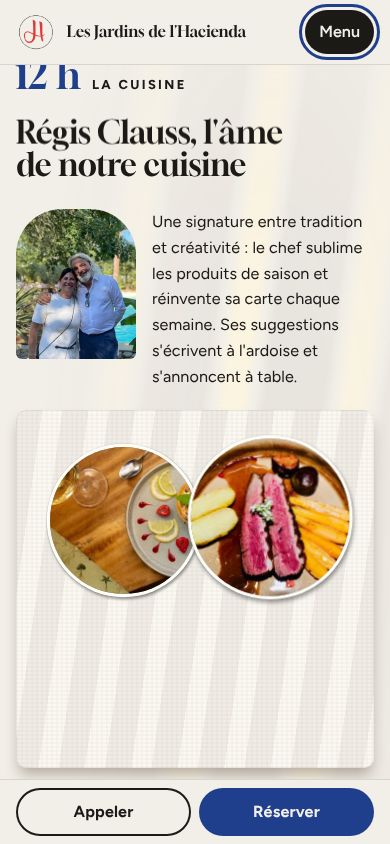 Les Jardins de l'Hacienda
Menu
12 h LA CUISINE
Régis Clauss, l'âme
de notre cuisine
Une signature entre tradition
et créativité : le chef sublime
les produits de saison et
réinvente sa carte chaque
semaine. Ses suggestions
s'écrivent à l'ardoise et
s'annoncent à table.
Appeler
Réserver